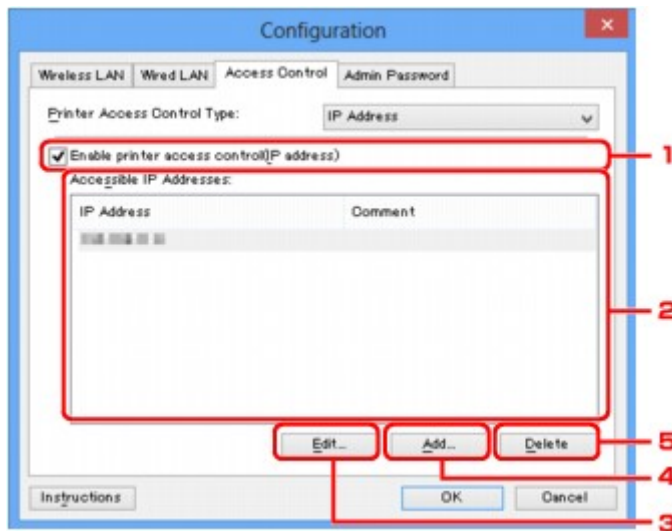 Configuration
Wireless LAN Wired LAN Access Control Admin Password
Printer Access Control Type: IP Address
Enable printer access control(IP address) 1
Accessible IP Addresses:
IP Address Comment
2
Edit... Add... Delete 5
4
Instructions OK Cancel
3